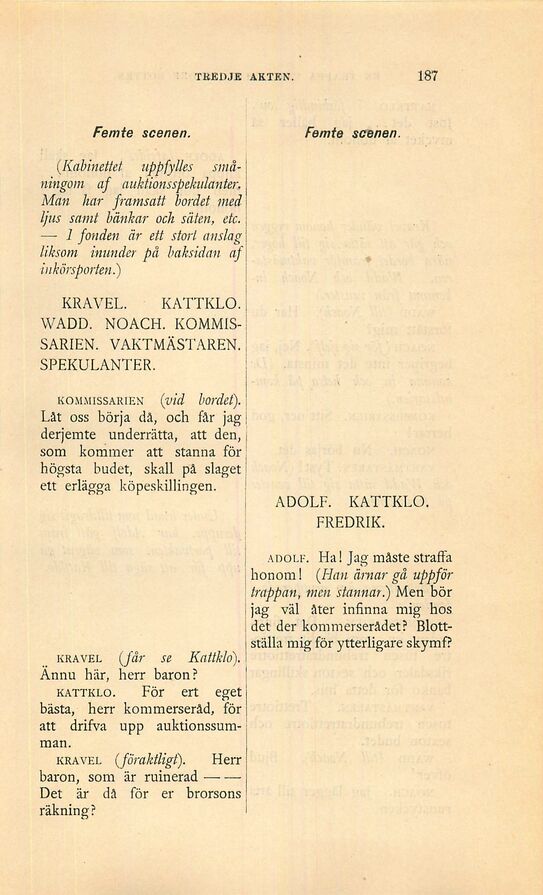 TREDJE AKTEN. 187
Femte scenen.
(Kabinettet uppfylles små-
ningom af auktionsspekulanter.
Man har framsatt bordet med
ljus samt bänkar och säten, etc.
— I fonden är ett stort anslag
liksom inunder på baksidan af
inkörsporten.)
KRAVEL. KATTKLO.
WADD. NOACH. KOMMIS-
SARIEN. VAKTMÄSTAREN.
SPEKULANTER.
KOMMISSARIEN (vid bordet).
Låt oss börja då, och får jag
derjemte underrätta, att den,
som kommer att stanna för
högsta budet, skall på slaget
ett erlägga köpeskillingen.
KRAVEL (får se Kattklo).
Ännu här, herr baron?
KATTKLO. För ert eget
bästa, herr kommerseråd, för
att drifva upp auktionssum-
man.
KRAVEL (föraktligt). Herr
baron, som är ruinerad — —
Det är då för er brorsons
räkning?
Femte scenen.
ADOLF. KATTKLO.
FREDRIK.
ADOLF. Ha! Jag måste straffa
honom! (Han ärnar gå uppför
trappan, men stannar.) Men bör
jag väl åter infinna mig hos
det der kommerserådet? Blott-
ställa mig för ytterligare skymf?